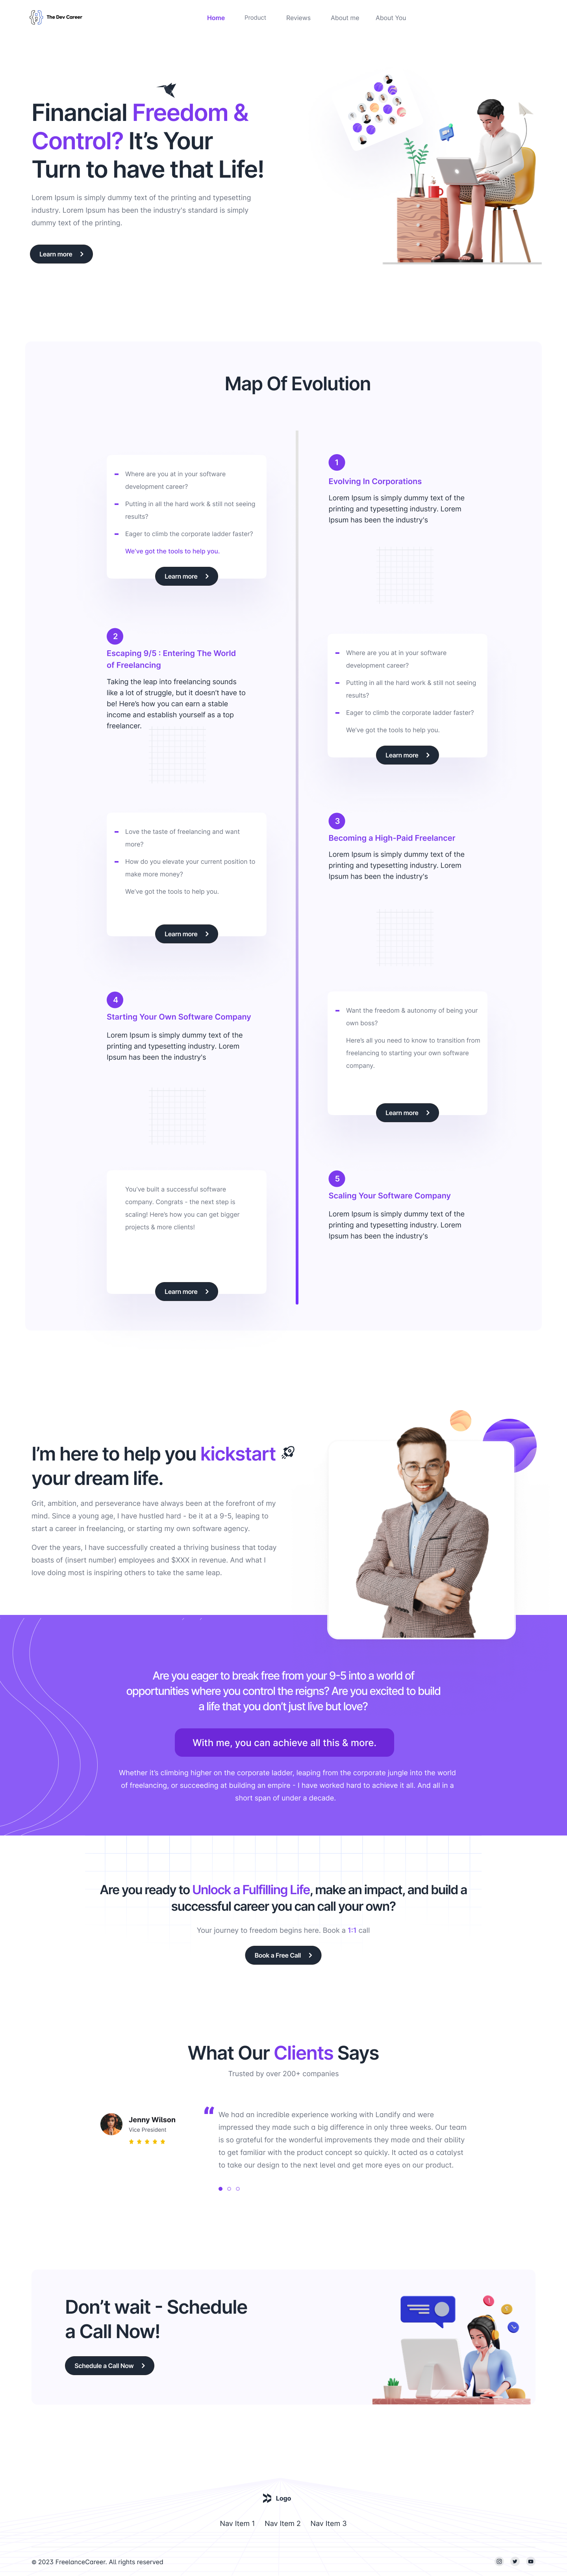 The Dev Career
Home
Product
Reviews
About me
About You
Financial Freedom &
Control? It's Your
Turn to have that Life!
Lorem Ipsum is simply dummy text of the printing and typesetting
industry. Lorem Ipsum has been the industry's standard is simply
dummy text of the printing.
Learn more
Map Of Evolution
Where are you at in your software
development career?
Putting in all the hard work & still not seeing
results?
Eager to climb the corporate ladder faster?
We've got the tools to help you.
Learn more
1
Evolving In Corporations
Lorem Ipsum is simply dummy text of the
printing and typesetting industry. Lorem
Ipsum has been the industry's
2
Escaping 9/5 : Entering The World
of Freelancing
Taking the leap into freelancing sounds
like a lot of struggle, but it doesn't have to
be! Here's how you can earn a stable
income and establish yourself as a top
freelancer.
Where are you at in your software
development career?
Putting in all the hard work & still not seeing
results?
Eager to climb the corporate ladder faster?
We've got the tools to help you.
Learn more
Love the taste of freelancing and want
more?
How do you elevate your current position to
make more money?
We've got the tools to help you.
Learn more
3
Becoming a High-Paid Freelancer
Lorem Ipsum is simply dummy text of the
printing and typesetting industry. Lorem
Ipsum has been the industry's
4
Starting Your Own Software Company
Lorem Ipsum is simply dummy text of the
printing and typesetting industry. Lorem
Ipsum has been the industry's
Want the freedom & autonomy of being your
own boss?
Here's all you need to know to transition from
freelancing to starting your own software
company.
Learn more
You've built a successful software
company. Congrats - the next step is
scaling! Here's how you can get bigger
projects & more clients!
Learn more
5
Scaling Your Software Company
Lorem Ipsum is simply dummy text of the
printing and typesetting industry. Lorem
Ipsum has been the industry's
I'm here to help you kickstart
your dream life.
Grit, ambition, and perseverance have always been at the forefront of my
mind. Since a young age, I have hustled hard - be it at a 9-5, leaping to
start a career in freelancing, or starting my own software agency.
Over the years, I have successfully created a thriving business that today
boasts of (insert number) employees and $XXX in revenue. And what I
love doing most is inspiring others to take the same leap.
Are you eager to break free from your 9-5 into a world of
opportunities where you control the reigns? Are you excited to build
a life that you don't just live but love?
With me, you can achieve all this & more.
Whether it's climbing higher on the corporate ladder, leaping from the corporate jungle into the world
of freelancing, or succeeding at building an empire - I have worked hard to achieve it all. And all in a
short span of under a decade.
Are you ready to Unlock a Fulfilling Life, make an impact, and build a
successful career you can call your own?
Your journey to freedom begins here. Book a 1:1 call
Book a Free Call
What Our Clients Says
Trusted by over 200+ companies
Jenny Wilson
Vice President
“
We had an incredible experience working with Landify and were
impressed they made such a big difference in only three weeks. Our team
is so grateful for the wonderful improvements they made and their ability
to get familiar with the product concept so quickly. It acted as a catalyst
to take our design to the next level and get more eyes on our product.
Don't wait - Schedule
a Call Now!
Schedule a Call Now
Logo
Nav Item 1
Nav Item 2
Nav Item 3
© 2023 FreelanceCareer. All rights reserved